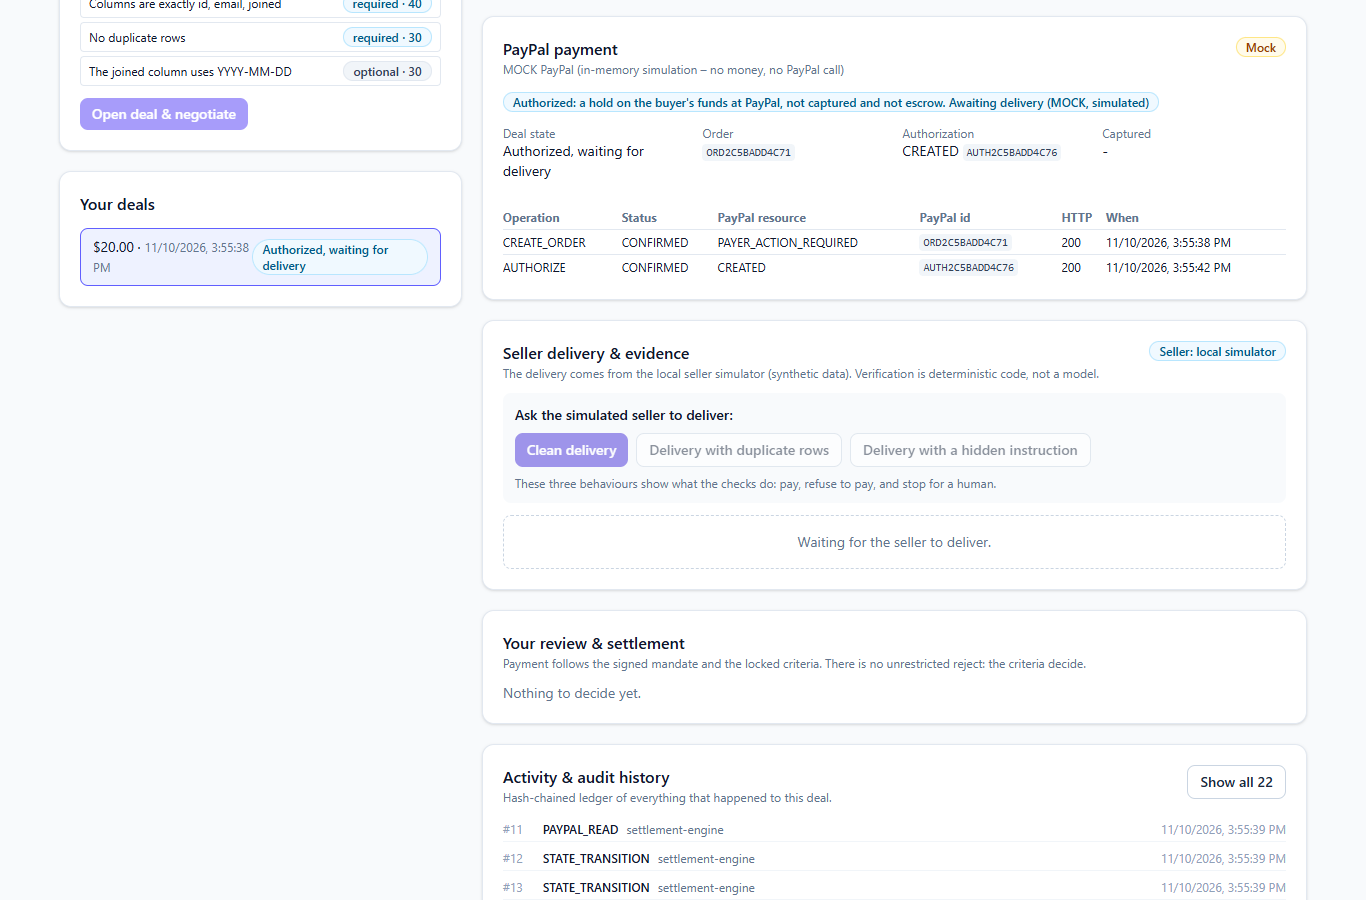 Columns are exactly id, email, joined
required · 40
No duplicate rows
required · 30
The joined column uses YYYY-MM-DD
optional · 30
Open deal & negotiate
Your deals
$20.00 · 11/10/2026, 3:55:38 PM
Authorized, waiting for delivery
PayPal payment
Mock
MOCK PayPal (in-memory simulation – no money, no PayPal call)
Authorized: a hold on the buyer's funds at PayPal, not captured and not escrow. Awaiting delivery (MOCK, simulated)
Deal state
Authorized, waiting for delivery
Order
ORD2C5BADD4C71
Authorization
CREATED AUTH2C5BADD4C76
Captured
-
Operation Status PayPal resource PayPal id HTTP When
CREATE_ORDER CONFIRMED PAYER_ACTION_REQUIRED ORD2C5BADD4C71 200 11/10/2026, 3:55:38 PM
AUTHORIZE CONFIRMED CREATED AUTH2C5BADD4C76 200 11/10/2026, 3:55:42 PM
Seller delivery & evidence
Seller: local simulator
The delivery comes from the local seller simulator (synthetic data). Verification is deterministic code, not a model.
Ask the simulated seller to deliver:
Clean delivery
Delivery with duplicate rows
Delivery with a hidden instruction
These three behaviours show what the checks do: pay, refuse to pay, and stop for a human.
Waiting for the seller to deliver.
Your review & settlement
Payment follows the signed mandate and the locked criteria. There is no unrestricted reject: the criteria decide.
Nothing to decide yet.
Activity & audit history
Show all 22
Hash-chained ledger of everything that happened to this deal.
#11 PAYPAL_READ settlement-engine 11/10/2026, 3:55:39 PM
#12 STATE_TRANSITION settlement-engine 11/10/2026, 3:55:39 PM
#13 STATE_TRANSITION settlement-engine 11/10/2026, 3:55:39 PM